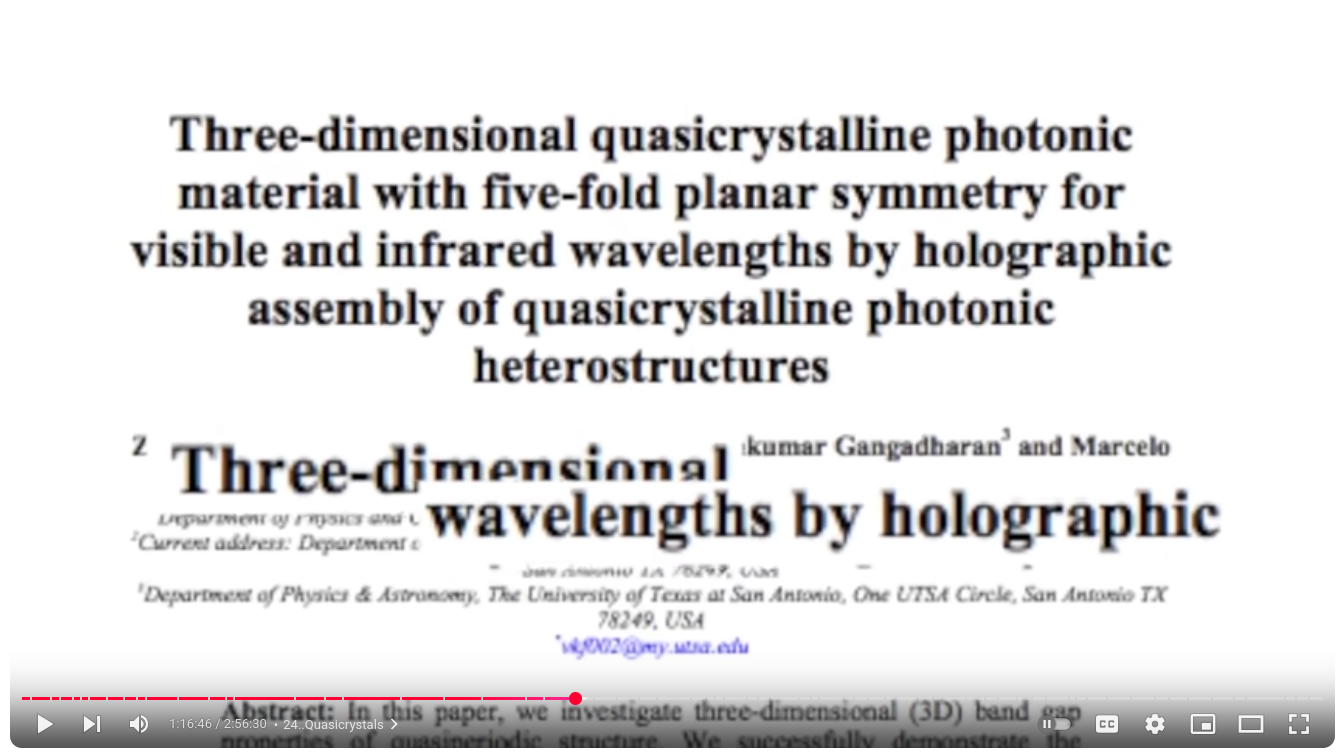 Three-dimensional quasicrystalline photonic
material with five-fold planar symmetry for
visible and infrared wavelengths by holographic
assembly of quasicrystalline photonic
heterostructures
Z
kumar Gangadharan³ and Marcelo
Three-dimensional
Department of Physics and
wavelengths by holographic
²Current address: Department
San Antonio TX 78249, USA
³Department of Physics & Astronomy, The University of Texas at San Antonio, One UTSA Circle, San Antonio TX
78249, USA
*vkf002@my.utsa.edu
Abstract: In this paper, we investigate three-dimensional (3D) band gap
properties of quasiperiodic structure. We successfully demonstrate the
1:16:46 / 2:56:30 • 24..Quasicrystals
CC